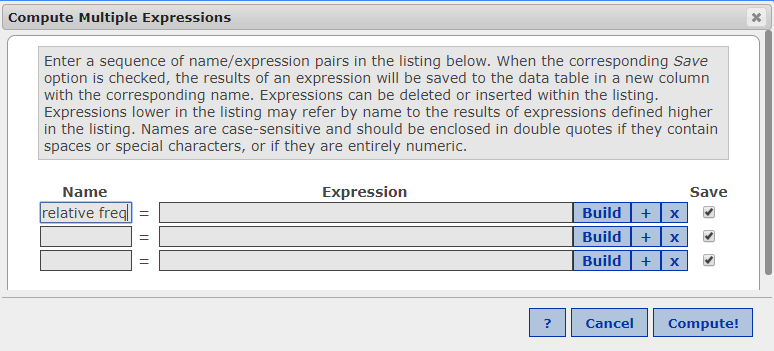 Compute Multiple Expressions
Enter a sequence of name/expression pairs in the listing below. When the corresponding Save
option is checked, the results of an expression will be saved to the data table in a new column
with the corresponding name. Expressions can be deleted or inserted within the listing.
Expressions lower in the listing may refer by name to the results of expressions defined higher
in the listing. Names are case-sensitive and should be enclosed in double quotes if they contain
spaces or special characters, or if they are entirely numeric.
Name Expression Save
relative freq = Build + x
= Build + x
= Build + x
? Cancel Compute!